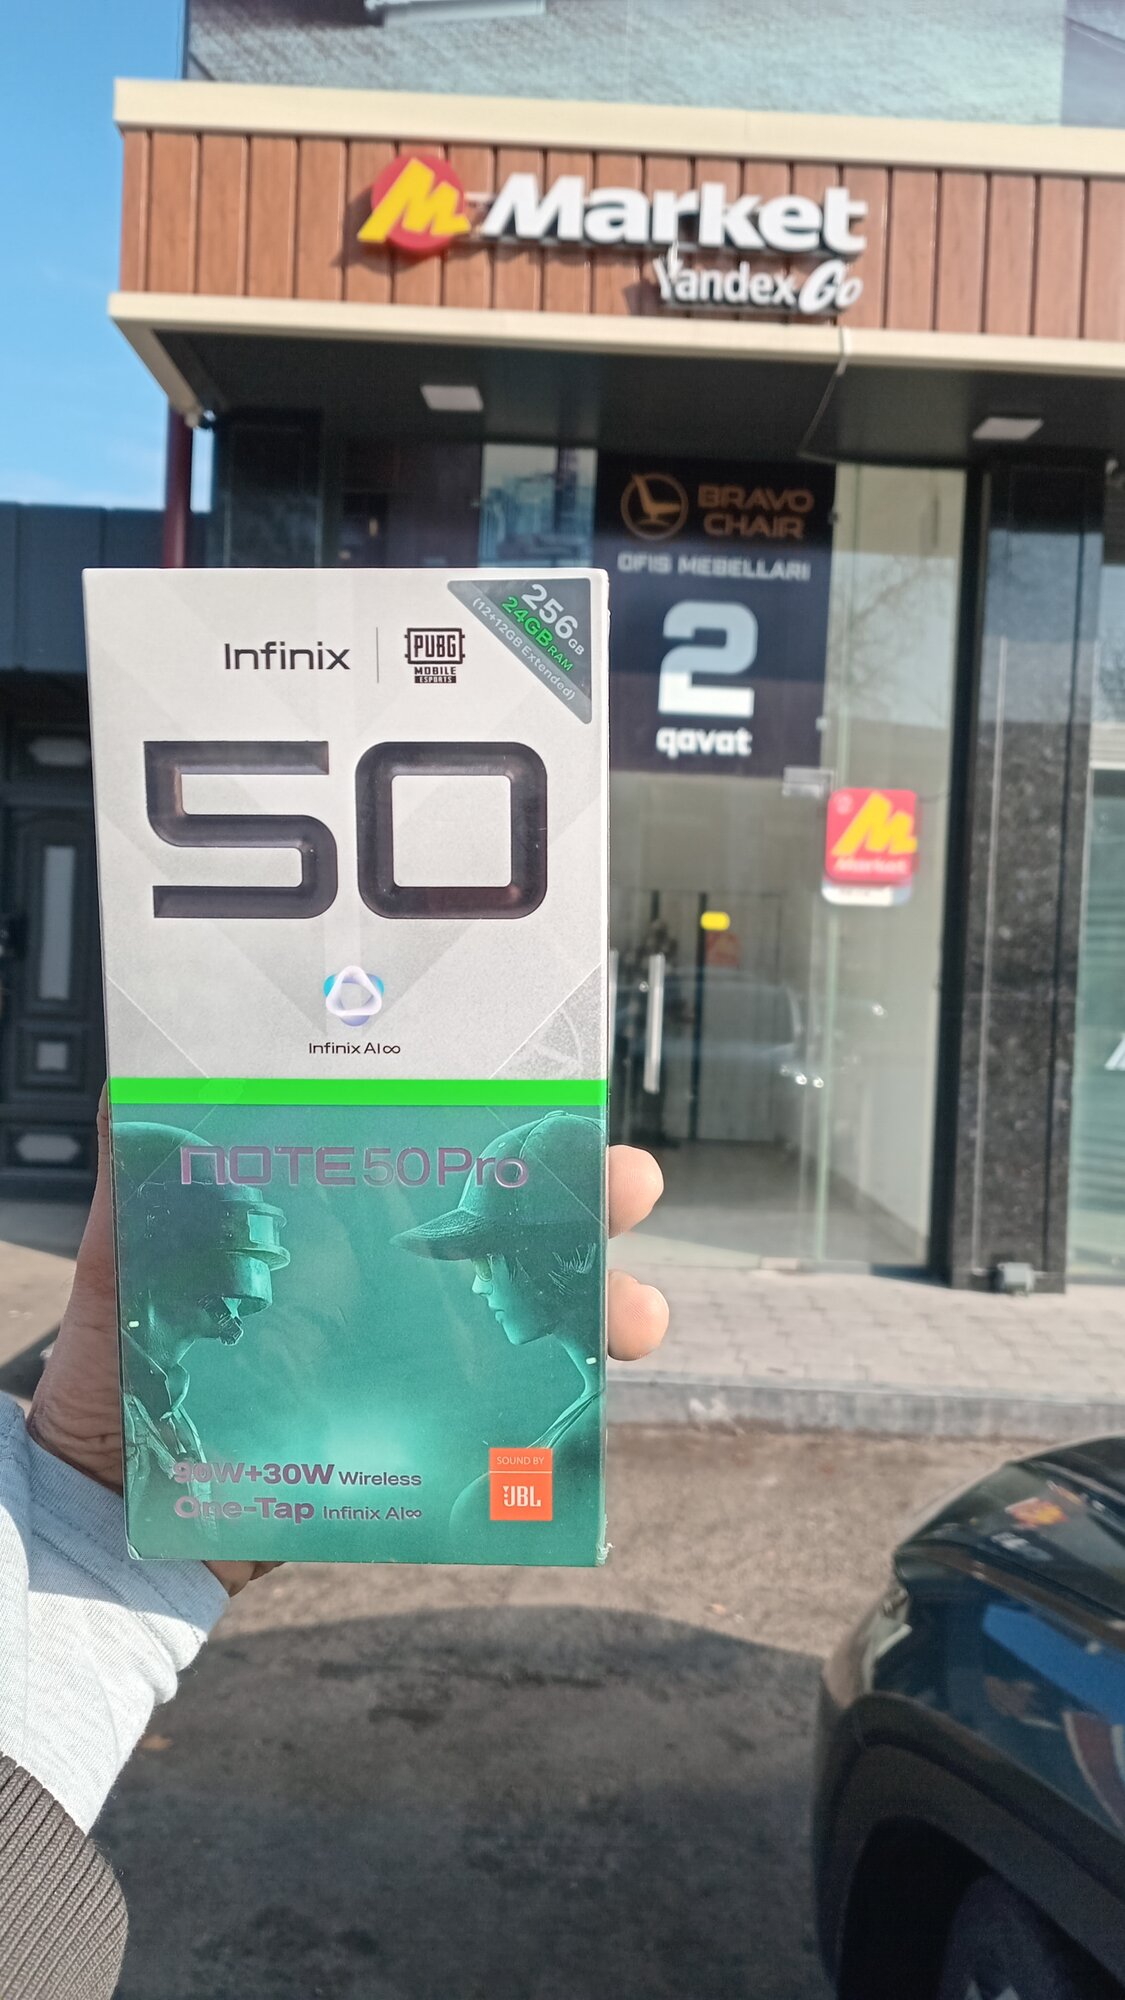 Market
Yandex Go
BRAVO
CHAIR
OFIS MEBELLARI
2
qavat
Market
Infinix
PUBG
MOBILE
ESPORTS
256GB
24GB RAM
(12+12GB Extended)
50
Infinix AI∞
NOTE 50 Pro
90W+30W Wireless
One-Tap Infinix AI∞
SOUND BY
JBL